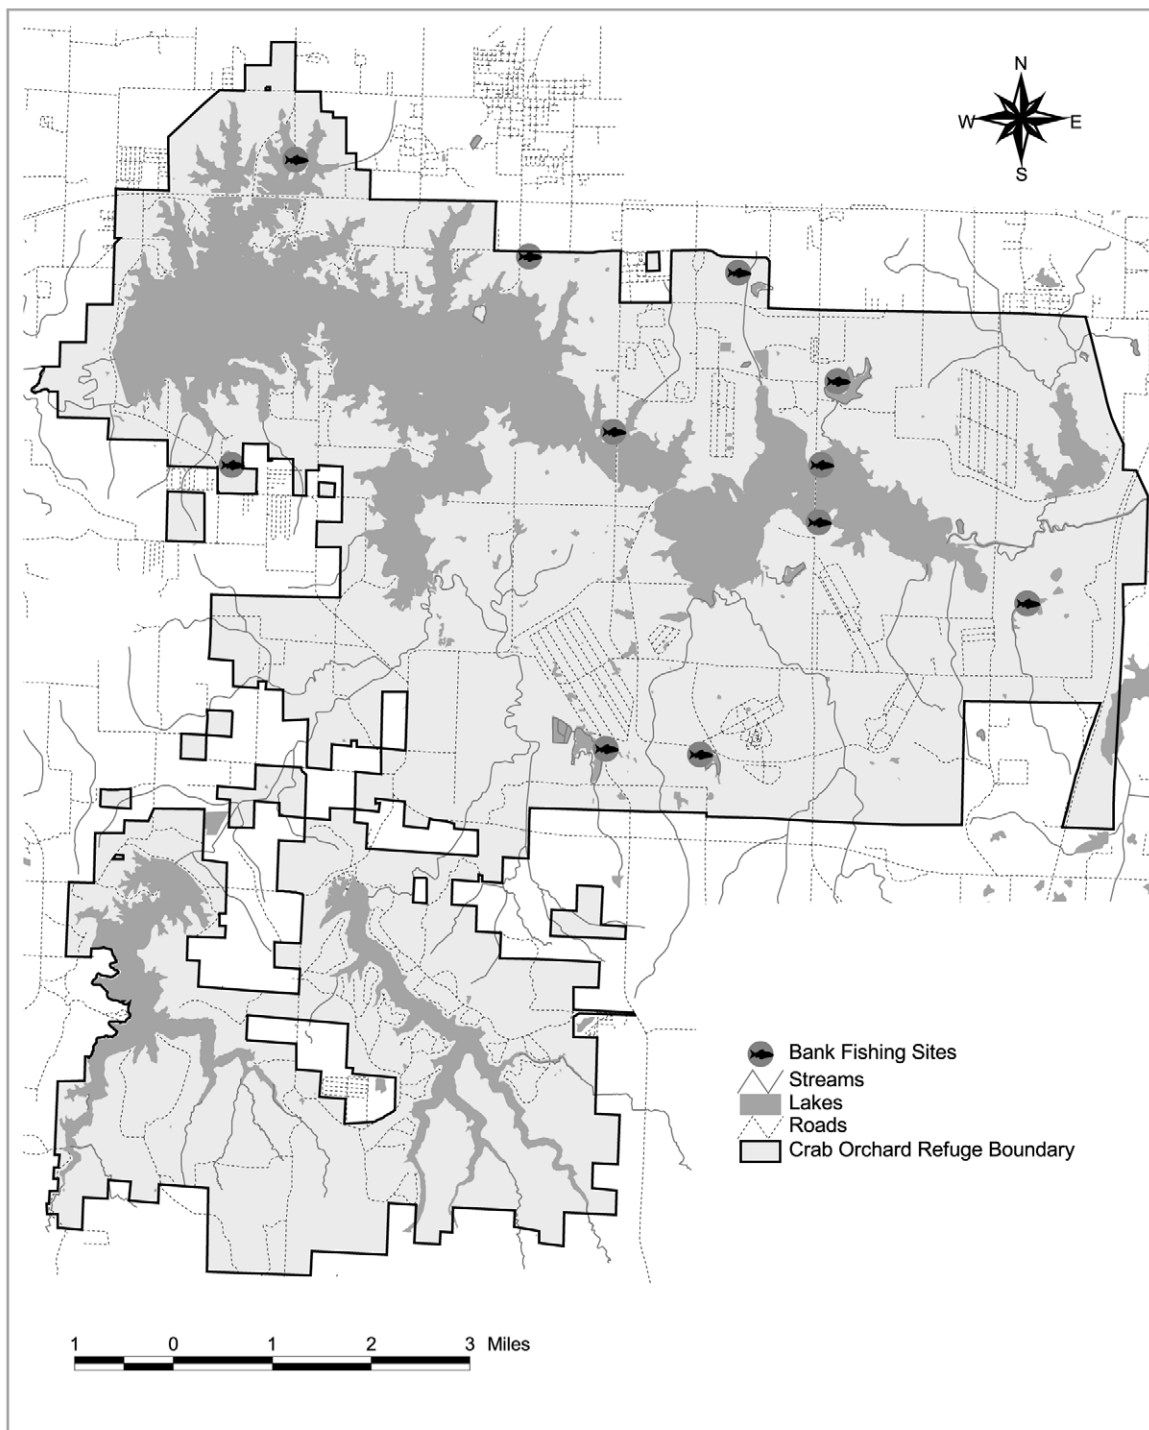 N
W E
S
Bank Fishing Sites
Streams
Lakes
Roads
Crab Orchard Refuge Boundary
1 0 1 2 3 Miles